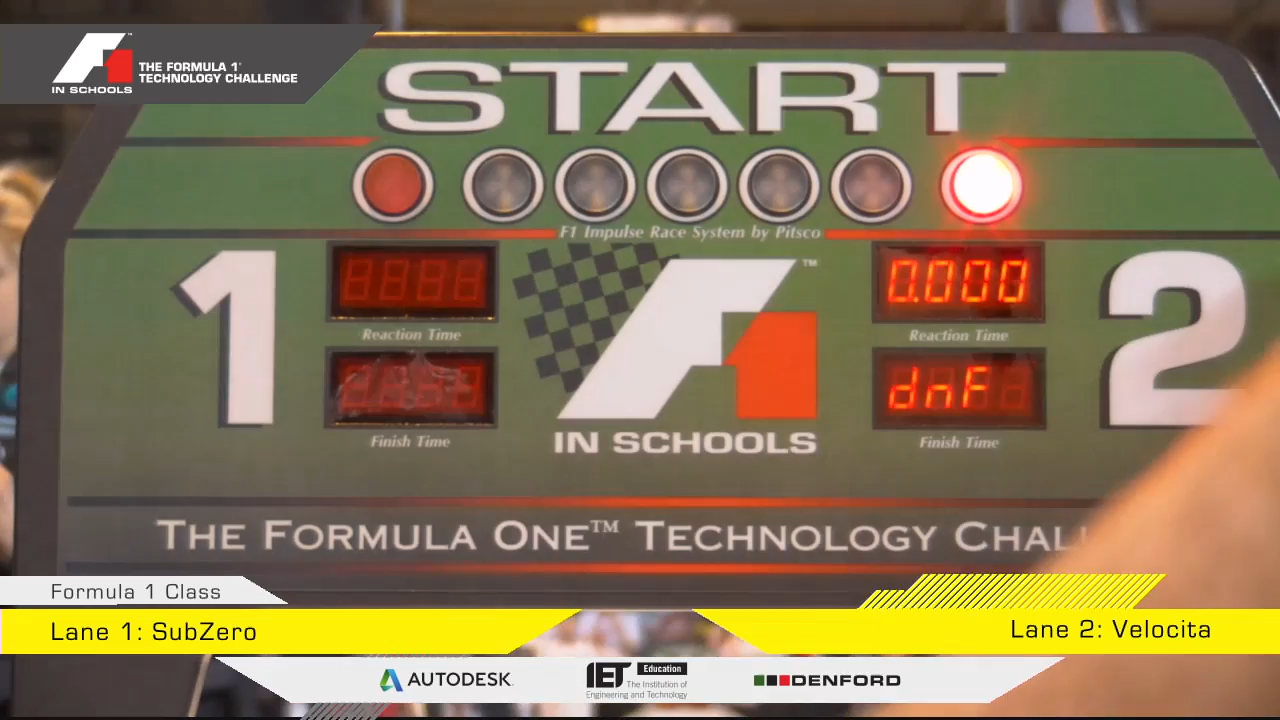 F1
IN SCHOOLS
THE FORMULA 1®
TECHNOLOGY CHALLENGE
START
F1 Impulse Race System by Pitsco
1
2
0.000
Reaction Time
Reaction Time
dnF
Finish Time
Finish Time
F1™
IN SCHOOLS
THE FORMULA ONE™ TECHNOLOGY CHALL
Formula 1 Class
Lane 1: SubZero
Lane 2: Velocita
AUTODESK.
IET Education
The Institution of
Engineering and Technology
DENFORD